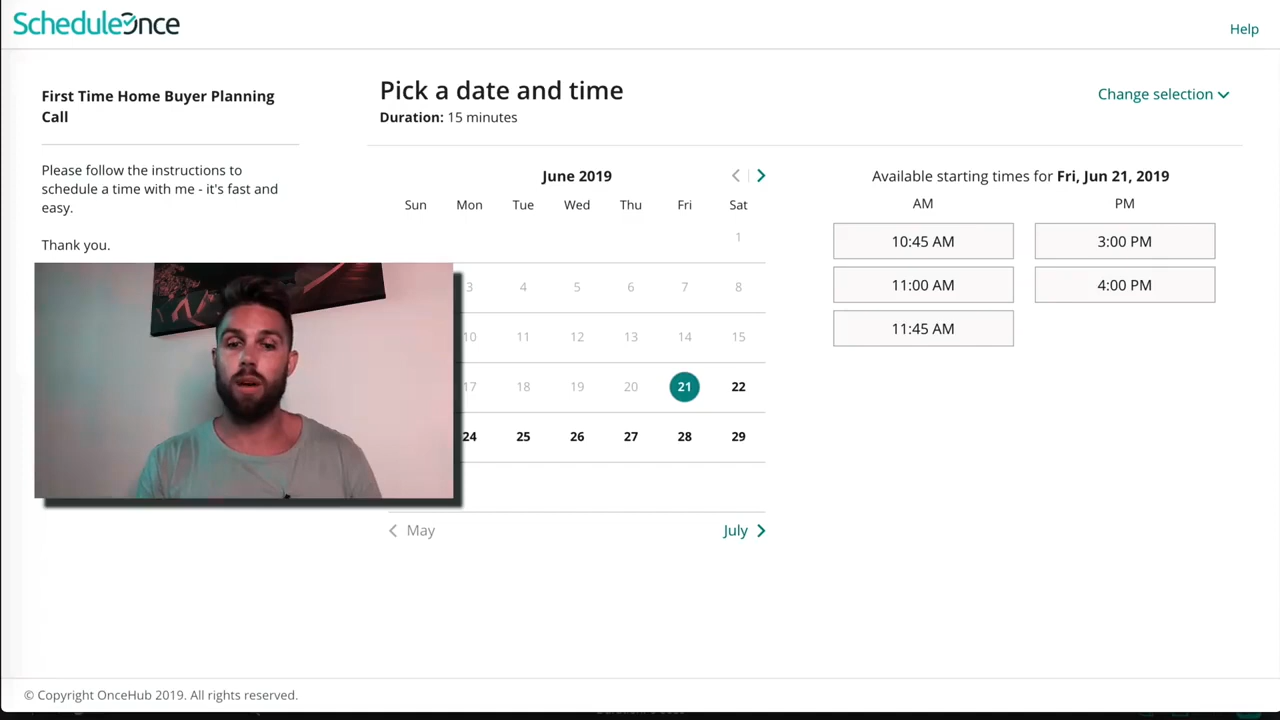 ScheduleOnce
Help
First Time Home Buyer Planning
Call
Please follow the instructions to
schedule a time with me - it's fast and
easy.
Thank you.
Pick a date and time
Duration: 15 minutes
Change selection
June 2019
Sun Mon Tue Wed Thu Fri Sat
1
3 4 5 6 7 8
10 11 12 13 14 15
17 18 19 20 21 22
24 25 26 27 28 29
May
July
Available starting times for Fri, Jun 21, 2019
AM PM
10:45 AM 3:00 PM
11:00 AM 4:00 PM
11:45 AM
© Copyright OnceHub 2019. All rights reserved.